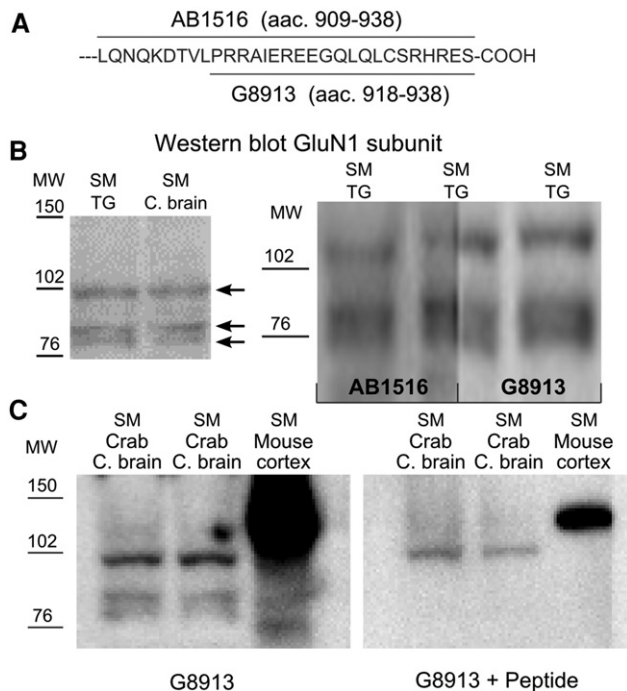 A
AB1516 (aac. 909-938)
---LQNQKDTVLPRRAIEREEGQLQLCSRHRES-COOH
G8913 (aac. 918-938)
Western blot GluN1 subunit
B
MW
SM
TG
SM
C. brain
150
102
76
MW
SM
TG
SM
TG
SM
TG
102
76
AB1516
G8913
C
MW
SM
Crab
C. brain
SM
Crab
C. brain
SM
Mouse
cortex
150
102
76
G8913
SM
Crab
C. brain
SM
Crab
C. brain
SM
Mouse
cortex
G8913 + Peptide